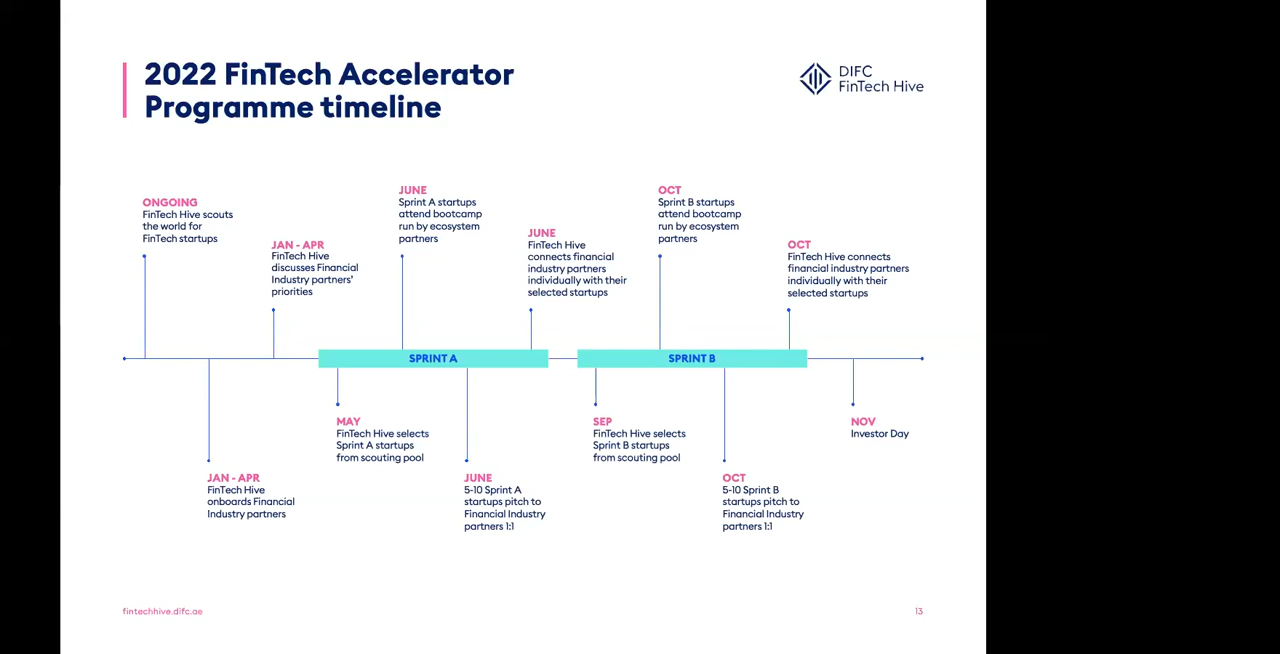 2022 FinTech Accelerator
Programme timeline
DIFC
FinTech Hive
ONGOING
FinTech Hive scouts
the world for
FinTech startups
JAN - APR
FinTech Hive
discusses Financial
Industry partners'
priorities
JUNE
Sprint A startups
attend bootcamp
run by ecosystem
partners
JUNE
FinTech Hive
connects financial
industry partners
individually with their
selected startups
OCT
Sprint B startups
attend bootcamp
run by ecosystem
partners
OCT
FinTech Hive connects
financial industry partners
individually with their
selected startups
SPRINT A
SPRINT B
JAN - APR
FinTech Hive
onboards Financial
Industry partners
MAY
FinTech Hive selects
Sprint A startups
from scouting pool
JUNE
5-10 Sprint A
startups pitch to
Financial Industry
partners 1:1
SEP
FinTech Hive selects
Sprint B startups
from scouting pool
OCT
5-10 Sprint B
startups pitch to
Financial Industry
partners 1:1
NOV
Investor Day
fintechhive.difc.ae
13